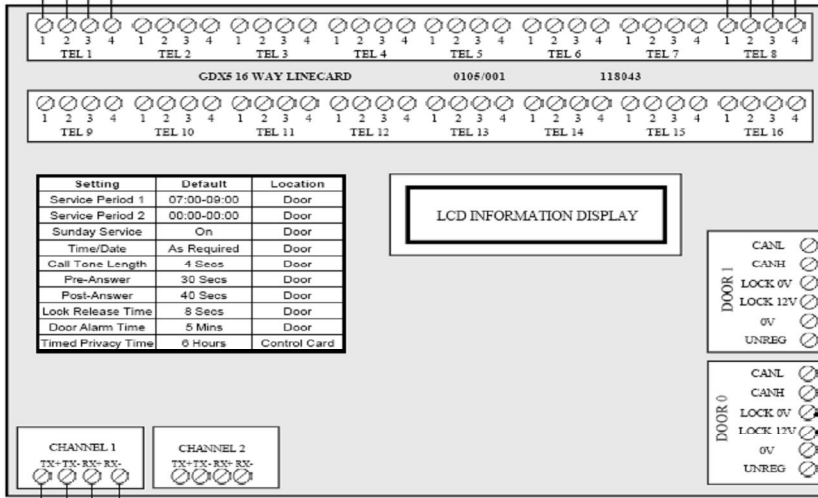 1 2 3 4 1 2 3 4 1 2 3 4 1 2 3 4 1 2 3 4 1 2 3 4 1 2 3 4 1 2 3 4
TEL 1 TEL 2 TEL 3 TEL 4 TEL 5 TEL 6 TEL 7 TEL 8
GDX5 16 WAY LINECARD 0105/001 118043
1 2 3 4 1 2 3 4 1 2 3 4 1 2 3 4 1 2 3 4 1 2 3 4 1 2 3 4 1 2 3 4
TEL 9 TEL 10 TEL 11 TEL 12 TEL 13 TEL 14 TEL 15 TEL 16
Setting Default Location
Service Period 1 07:00-09:00 Door
Service Period 2 00:00-00:00 Door
Sunday Service On Door
Time/Date As Required Door
Call Tone Length 4 Secs Door
Pre-Answer 30 Secs Door
Post-Answer 40 Secs Door
Lock Release Time 8 Secs Door
Door Alarm Time 5 Mins Door
Timed Privacy Time 6 Hours Control Card
LCD INFORMATION DISPLAY
DOOR 1
CANL
CANH
LOCK 0V
LOCK 12V
0V
UNREG
DOOR 0
CANL
CANH
LOCK 0V
LOCK 12V
0V
UNREG
CHANNEL 1
TX+ TX- RX+ RX-
CHANNEL 2
TX+ TX- RX+ RX-